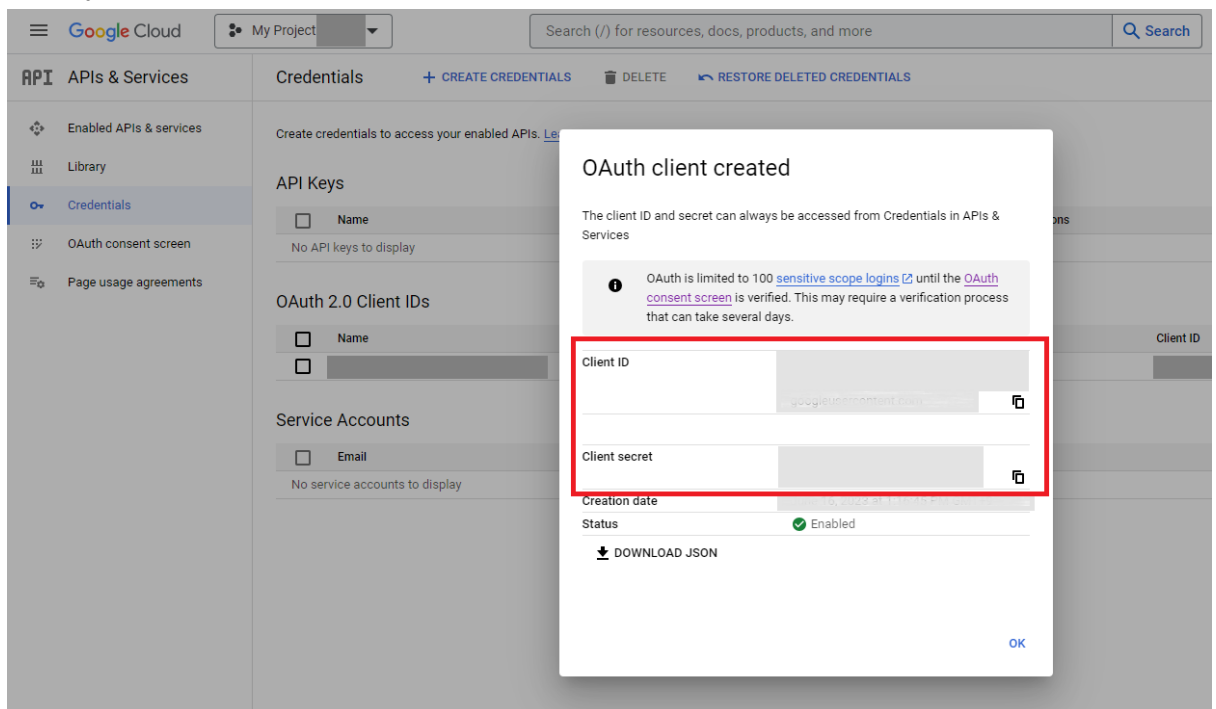 Google Cloud
My Project
Search (/) for resources, docs, products, and more
Search
API APIs & Services
Credentials
+ CREATE CREDENTIALS
DELETE
RESTORE DELETED CREDENTIALS
Enabled APIs & services
Library
Credentials
OAuth consent screen
Page usage agreements
Create credentials to access your enabled APIs.
API Keys
Name
No API keys to display
OAuth 2.0 Client IDs
Name
Client ID
Service Accounts
Email
No service accounts to display
OAuth client created
The client ID and secret can always be accessed from Credentials in APIs &
Services
OAuth is limited to 100 sensitive scope logins until the OAuth
consent screen is verified. This may require a verification process
that can take several days.
Client ID
Client secret
Creation date
Status
Enabled
DOWNLOAD JSON
OK